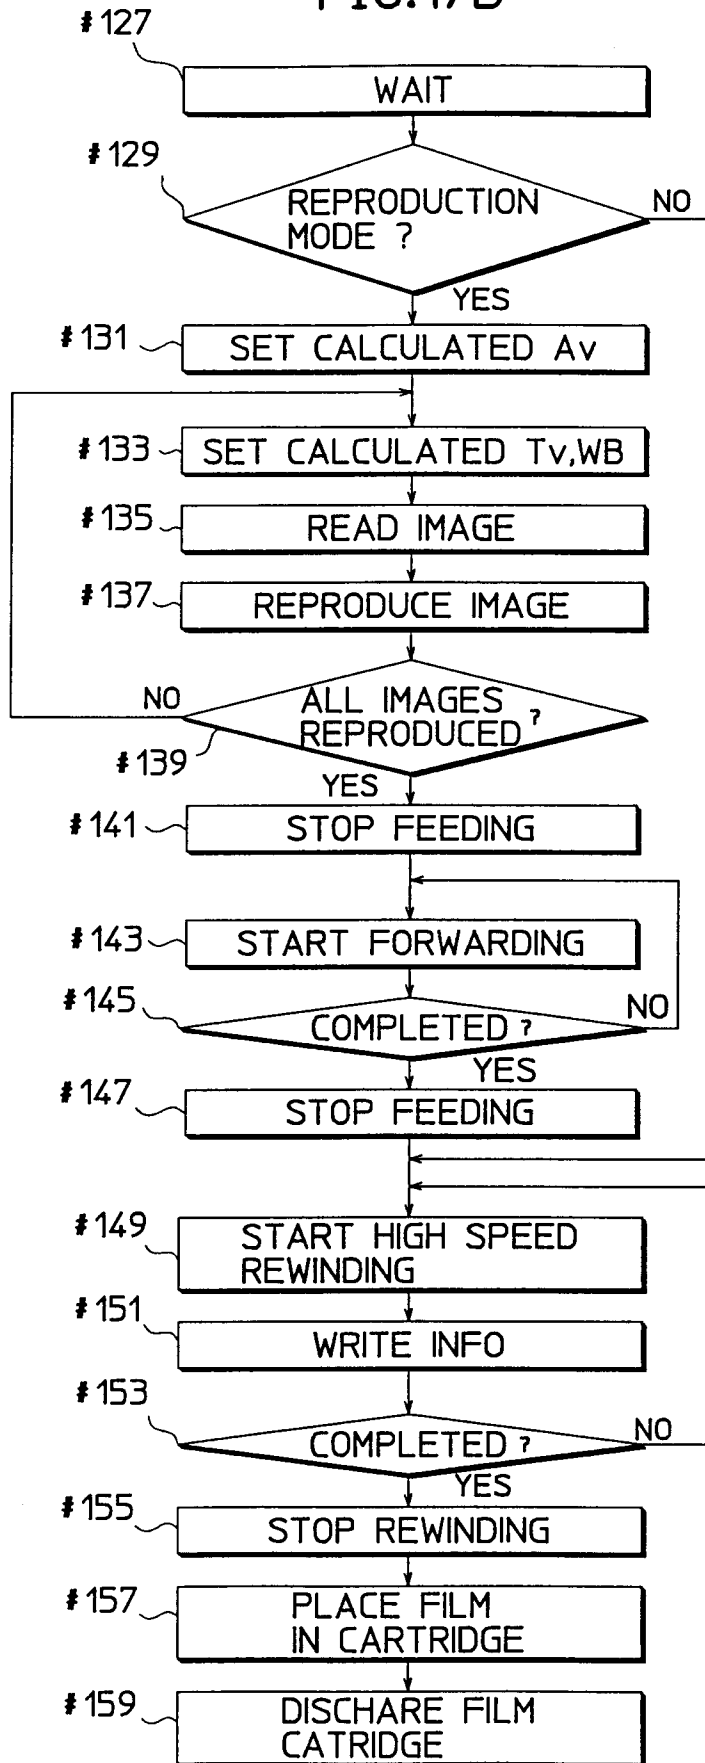 FIG.17B
#127
WAIT
#129
REPRODUCTION
MODE ?
NO
YES
#131
SET CALCULATED Av
#133
SET CALCULATED Tv,WB
#135
READ IMAGE
#137
REPRODUCE IMAGE
NO
ALL IMAGES
REPRODUCED ?
#139
YES
#141
STOP FEEDING
#143
START FORWARDING
#145
COMPLETED ?
NO
YES
#147
STOP FEEDING
#149
START HIGH SPEED
REWINDING
#151
WRITE INFO
#153
COMPLETED ?
NO
YES
#155
STOP REWINDING
#157
PLACE FILM
IN CARTRIDGE
#159
DISCHARE FILM
CATRIDGE